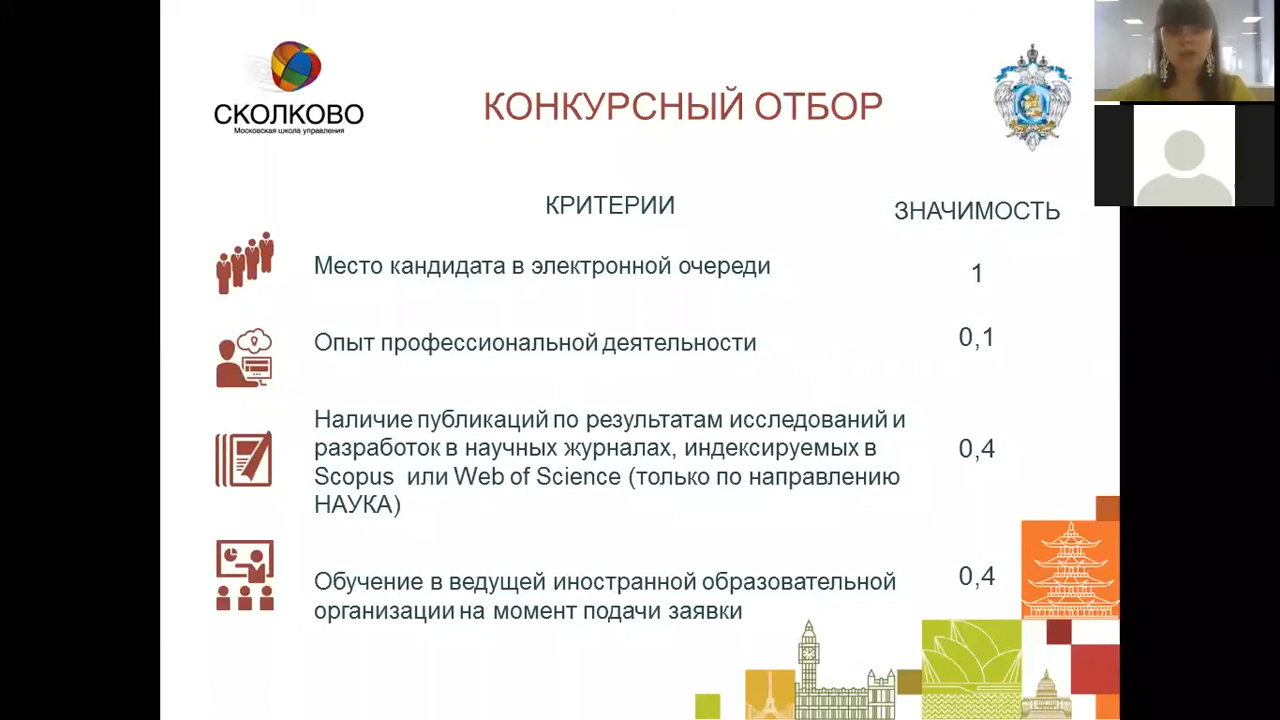 СКОЛКОВО
Московская школа управления
КОНКУРСНЫЙ ОТБОР
КРИТЕРИИ
ЗНАЧИМОСТЬ
Место кандидата в электронной очереди
1
Опыт профессиональной деятельности
0,1
Наличие публикаций по результатам исследований и
разработок в научных журналах, индексируемых в
Scopus или Web of Science (только по направлению
НАУКА)
0,4
Обучение в ведущей иностранной образовательной
организации на момент подачи заявки
0,4